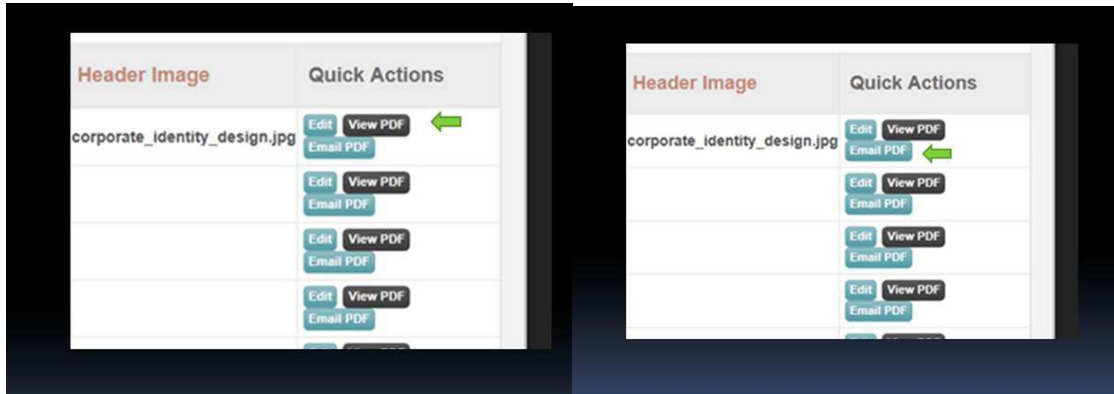 Header Image Quick Actions
corporate_identity_design.jpg Edit View PDF
Email PDF
Edit View PDF
Email PDF
Edit View PDF
Email PDF
Edit View PDF
Email PDF
Header Image Quick Actions
corporate_identity_design.jpg Edit View PDF
Email PDF
Edit View PDF
Email PDF
Edit View PDF
Email PDF
Edit View PDF
Email PDF